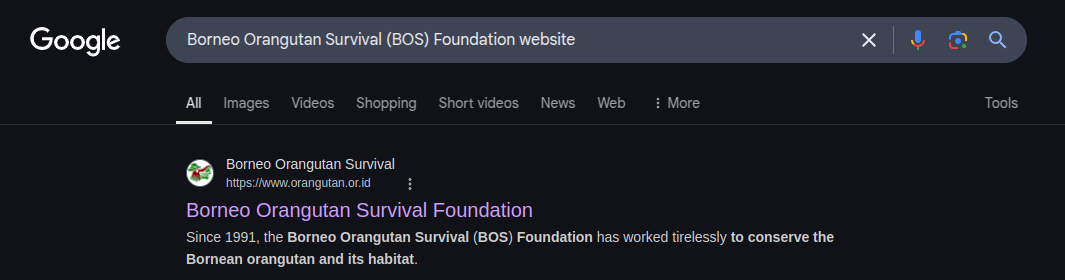 Google
Borneo Orangutan Survival (BOS) Foundation website
All Images Videos Shopping Short videos News Web More Tools
Borneo Orangutan Survival
https://www.orangutan.or.id
Borneo Orangutan Survival Foundation
Since 1991, the Borneo Orangutan Survival (BOS) Foundation has worked tirelessly to conserve the
Bornean orangutan and its habitat.